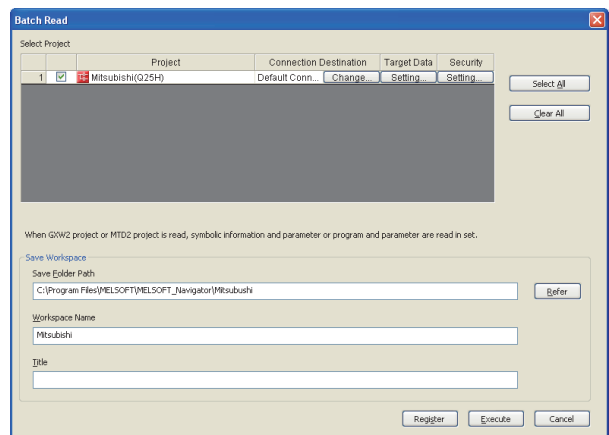 Batch Read
Select Project
Project Connection Destination Target Data Security
1 Mitsubishi(Q25H) Default Conn... Change... Setting... Setting...
Select All
Clear All
When GXW2 project or MTD2 project is read, symbolic information and parameter or program and parameter are read in set.
Save Workspace
Save Folder Path
C:\Program Files\MELSOFT\MELSOFT_Navigator\Mitsubushi
Refer
Workspace Name
Mitsubishi
Title
Register Execute Cancel